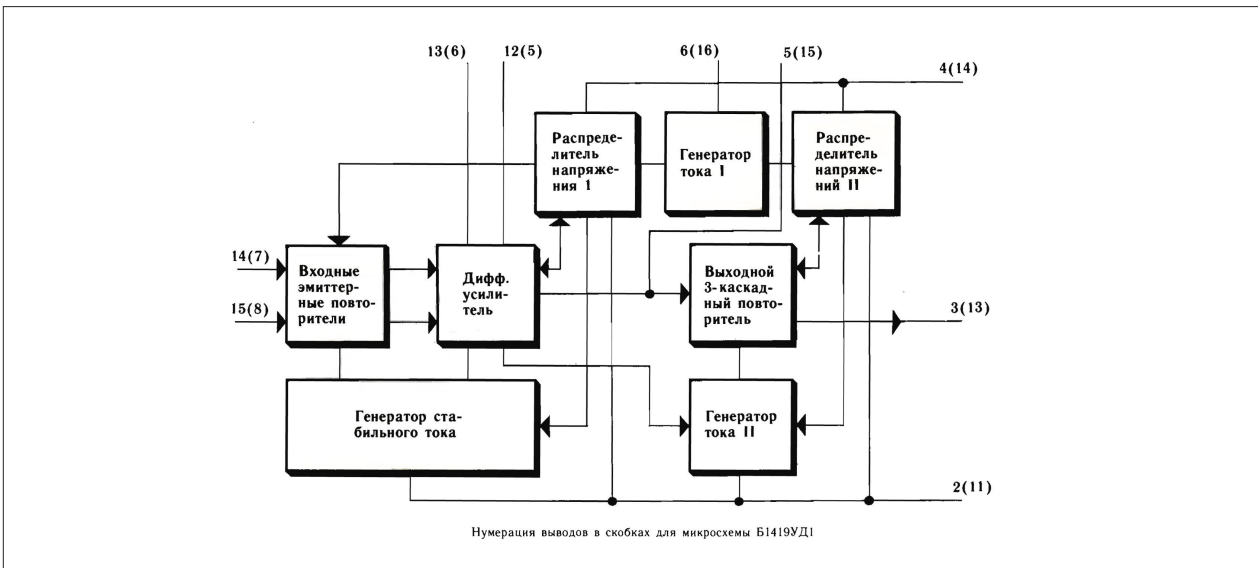 13(6)
12(5)
6(16)
5(15)
4(14)
Распреде-
литель
напряже-
ния 1
Генератор
тока I
Распре-
делитель
напряже-
ний II
14(7)
15(8)
Входные
эмиттер-
ные повто-
рители
Дифф.
усили-
тель
Выходной
3-каскад-
ный повто-
ритель
3(13)
Генератор ста-
бильного тока
Генератор
тока II
2(11)
Нумерация выводов в скобках для микросхемы Б1419УД1